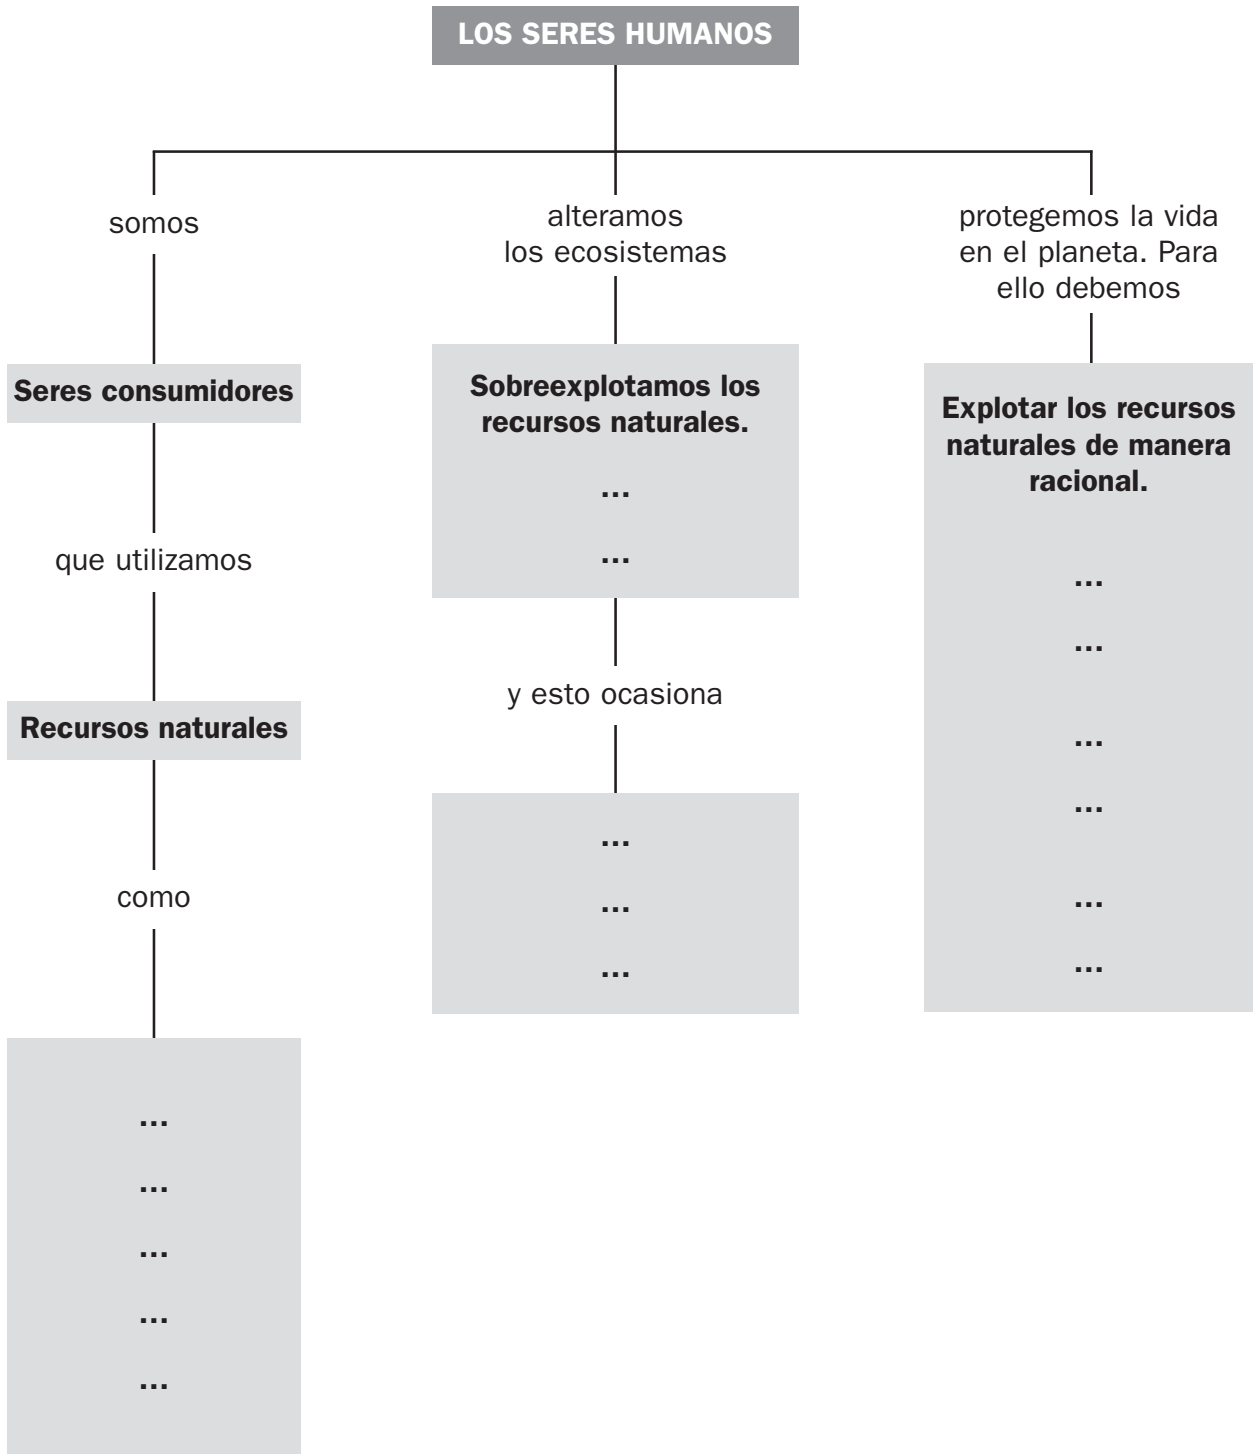 LOS SERES HUMANOS
somos
Seres consumidores
que utilizamos
Recursos naturales
como
...
...
...
...
...
alteramos
los ecosistemas
Sobreexplotamos los
recursos naturales.
...
...
y esto ocasiona
...
...
...
protegemos la vida
en el planeta. Para
ello debemos
Explotar los recursos
naturales de manera
racional.
...
...
...
...
...
...